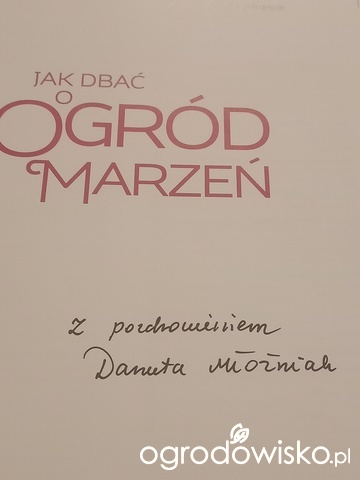 JAK DBAĆ
O
OGRÓD
MARZEŃ
Z pozdrowieniem
Danuta Młoźniak
ogrodowisko.pl